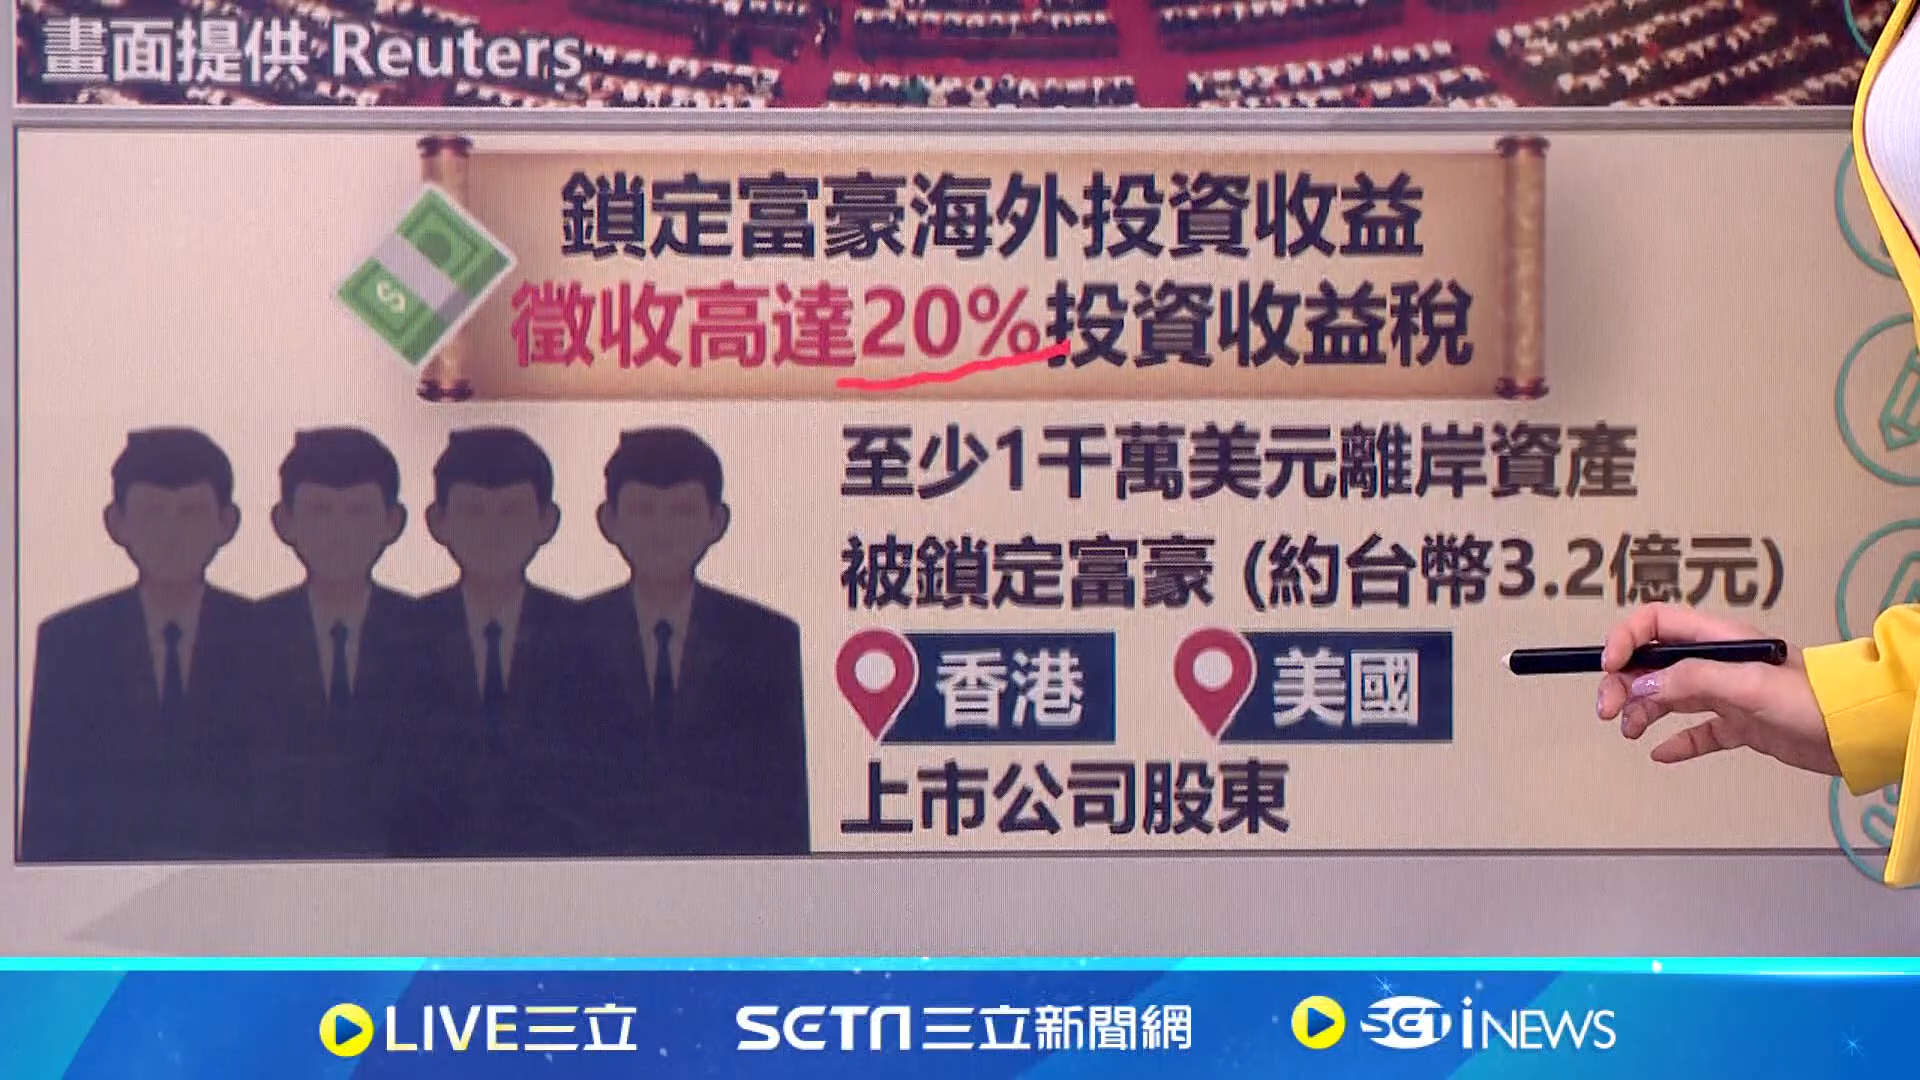 畫面提供 Reuters
鎖定富豪海外投資收益
徵收高達20%投資收益稅
至少1千萬美元離岸資產
被鎖定富豪 (約台幣3.2億元)
香港 美國
上市公司股東
LIVE三立 SETN三立新聞網 SET iNEWS